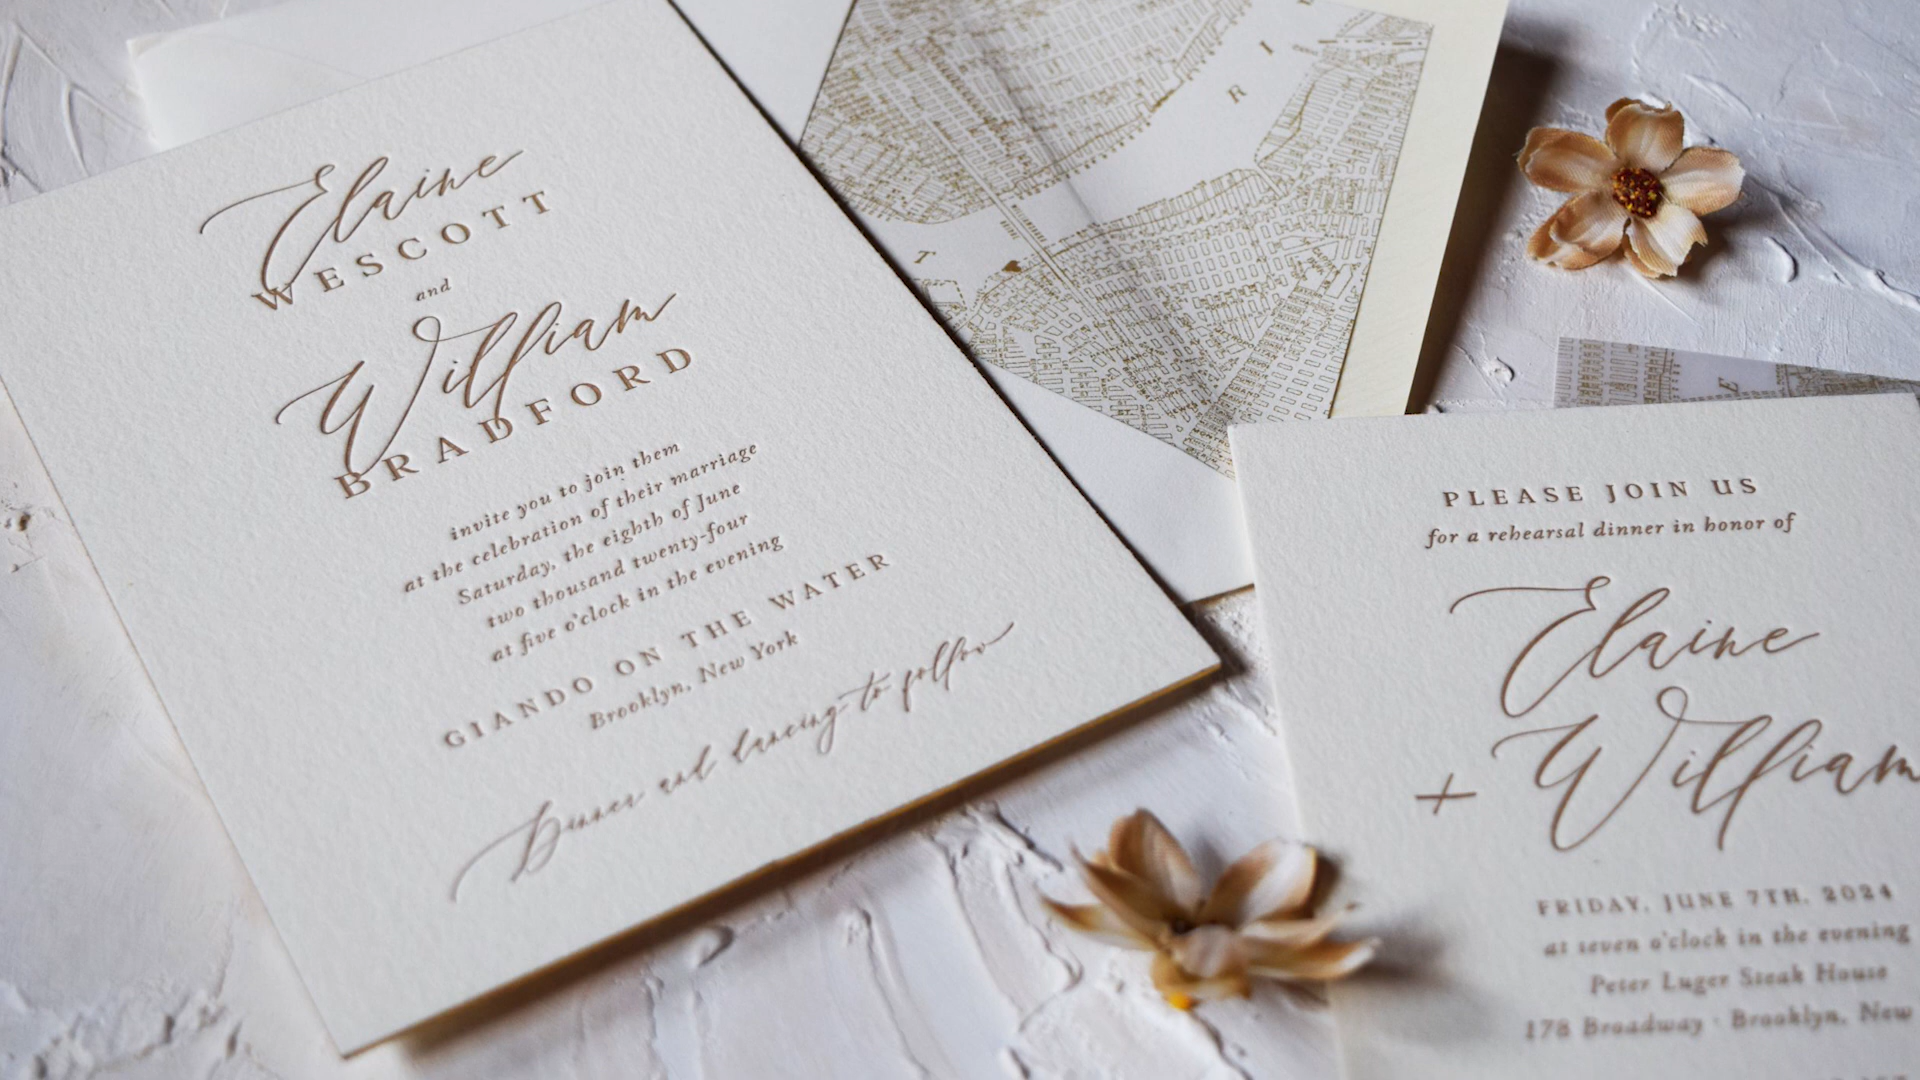 Elaine
WESCOTT
and
William
BRADFORD
invite you to join them
at the celebration of their marriage
Saturday, the eighth of June
two thousand twenty-four
at five o'clock in the evening
GIANDO ON THE WATER
Brooklyn, New York
Dinner and dancing to follow
R I
T
PLEASE JOIN US
for a rehearsal dinner in honor of
Elaine
+ William
FRIDAY, JUNE 7TH, 2024
at seven o'clock in the evening
Peter Luger Steak House
178 Broadway · Brooklyn, New